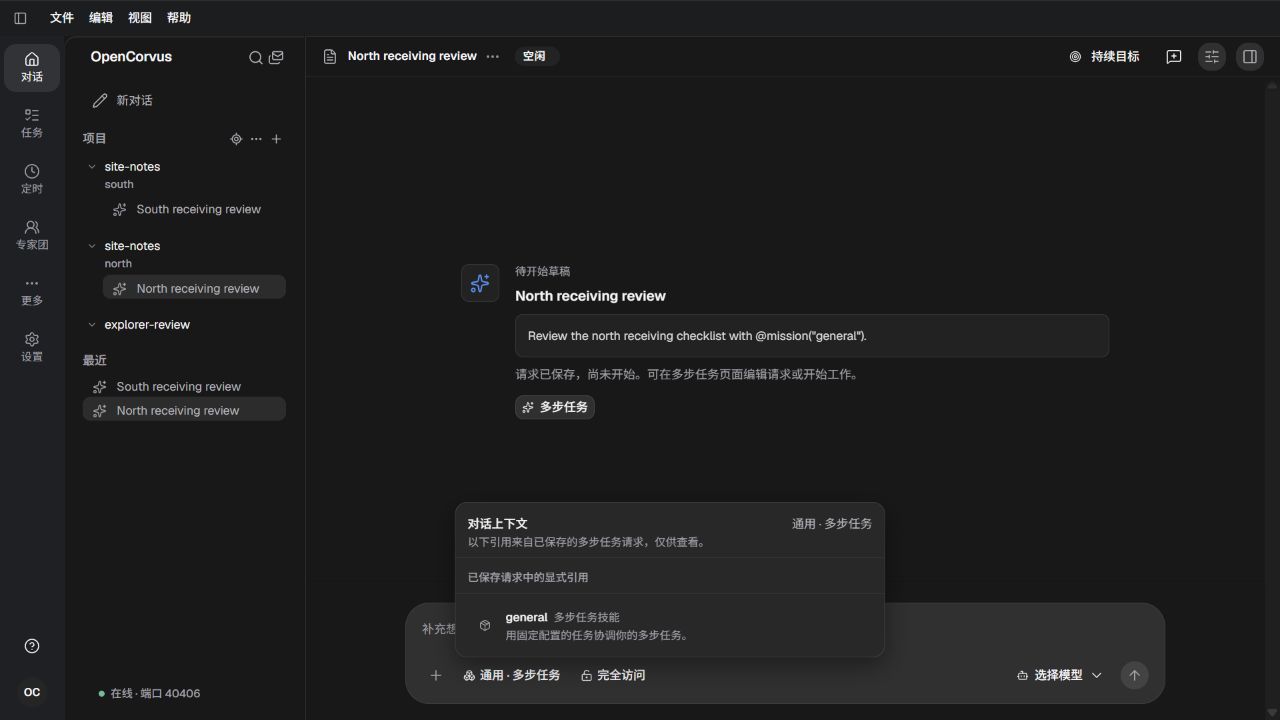 文件 编辑 视图 帮助
对话
任务
定时
专家团
更多
设置
OC
OpenCorvus
新对话
项目
site-notes
south
South receiving review
site-notes
north
North receiving review
explorer-review
最近
South receiving review
North receiving review
在线 · 端口 40406
North receiving review 空闲
持续目标
待开始草稿
North receiving review
Review the north receiving checklist with @mission("general").
请求已保存，尚未开始。可在多步任务页面编辑请求或开始工作。
多步任务
对话上下文 通用 · 多步任务
以下引用来自已保存的多步任务请求，仅供查看。
已保存请求中的显式引用
general 多步任务技能
用固定配置的任务协调你的多步任务。
补充想
通用 · 多步任务 完全访问 选择模型